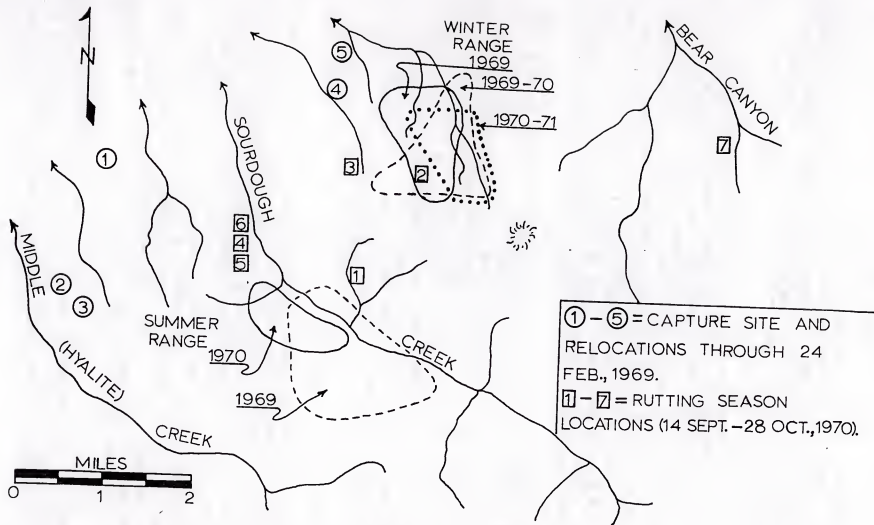 N
WINTER
RANGE
1969
1969-70
1970-71
BEAR
CANYON
SOURDOUGH
CREEK
MIDDLE
(HYALITE)
CREEK
SUMMER
RANGE
1970
1969
1
2
3
4
5
1
2
3
4
5
6
7
①-⑤=CAPTURE SITE AND
RELOCATIONS THROUGH 24
FEB., 1969.
1-7=RUTTING SEASON
LOCATIONS (14 SEPT.-28 OCT.,1970).
MILES
0 1 2